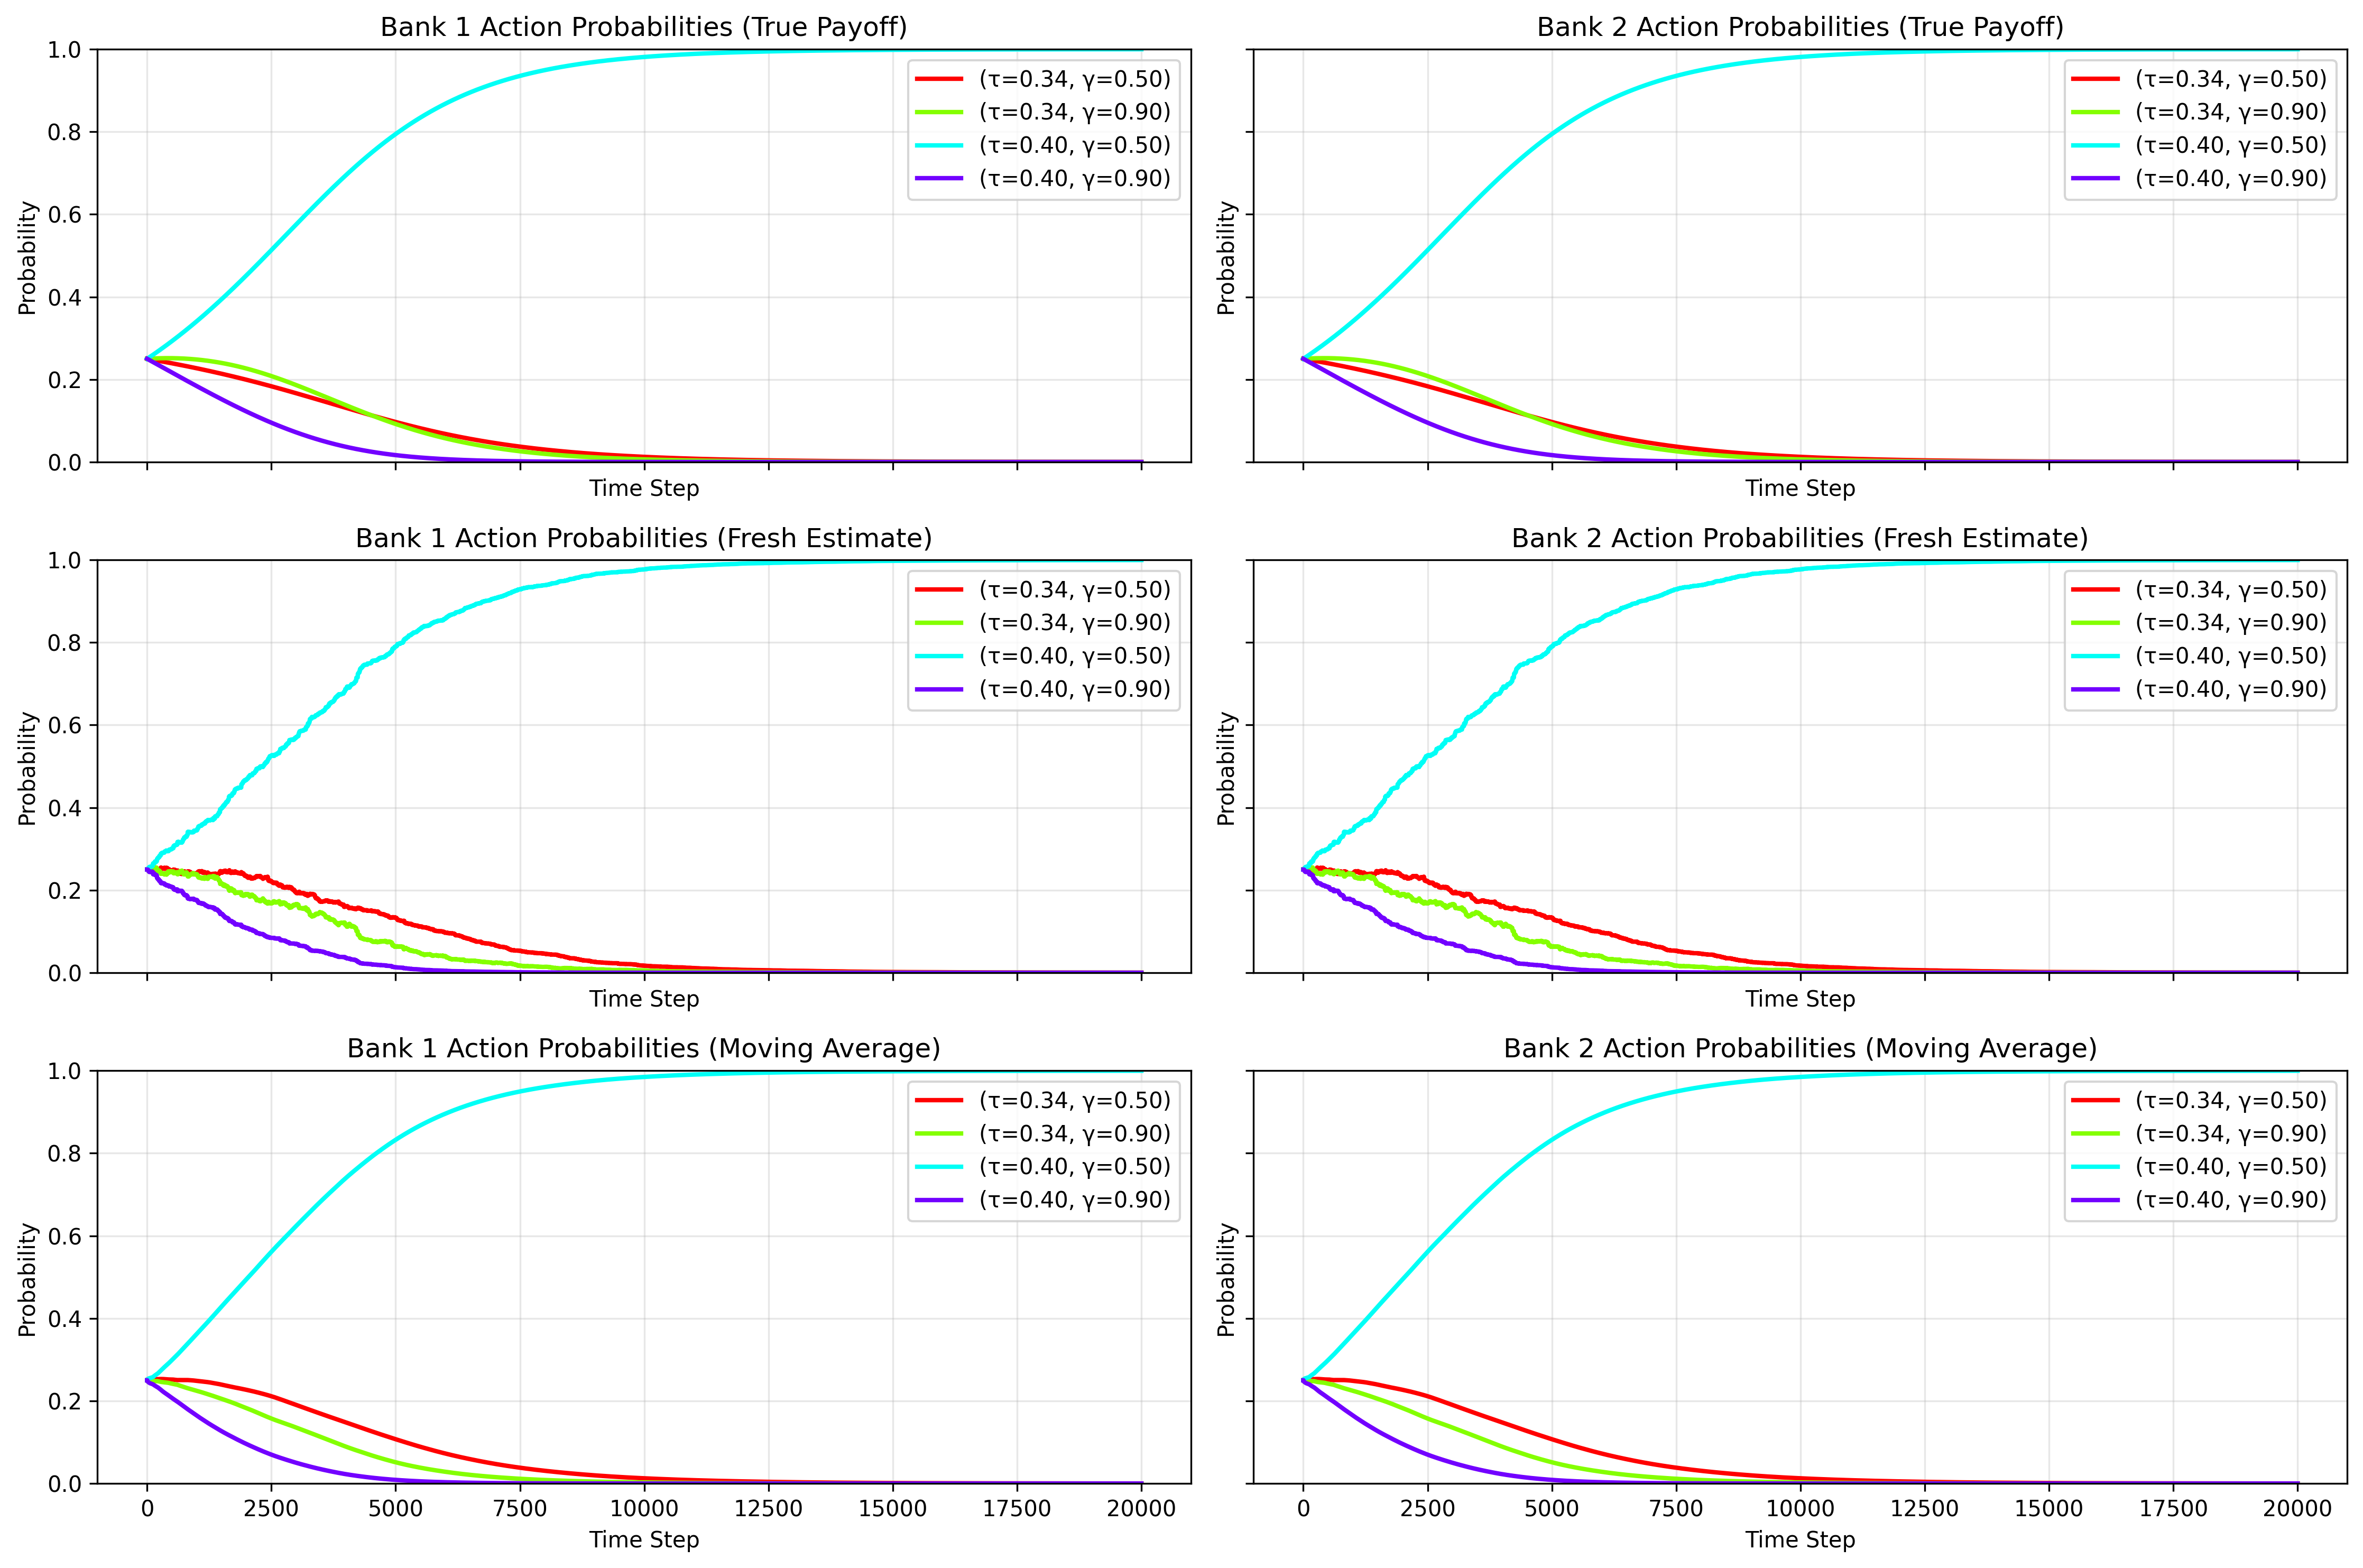 Bank 1 Action Probabilities (True Payoff)
Probability
1.0
0.8
0.6
0.4
0.2
0.0
(τ=0.34, γ=0.50)
(τ=0.34, γ=0.90)
(τ=0.40, γ=0.50)
(τ=0.40, γ=0.90)
Time Step
Bank 2 Action Probabilities (True Payoff)
Probability
(τ=0.34, γ=0.50)
(τ=0.34, γ=0.90)
(τ=0.40, γ=0.50)
(τ=0.40, γ=0.90)
Time Step
Bank 1 Action Probabilities (Fresh Estimate)
Probability
1.0
0.8
0.6
0.4
0.2
0.0
(τ=0.34, γ=0.50)
(τ=0.34, γ=0.90)
(τ=0.40, γ=0.50)
(τ=0.40, γ=0.90)
Time Step
Bank 2 Action Probabilities (Fresh Estimate)
Probability
(τ=0.34, γ=0.50)
(τ=0.34, γ=0.90)
(τ=0.40, γ=0.50)
(τ=0.40, γ=0.90)
Time Step
Bank 1 Action Probabilities (Moving Average)
Probability
1.0
0.8
0.6
0.4
0.2
0.0
(τ=0.34, γ=0.50)
(τ=0.34, γ=0.90)
(τ=0.40, γ=0.50)
(τ=0.40, γ=0.90)
0 2500 5000 7500 10000 12500 15000 17500 20000
Time Step
Bank 2 Action Probabilities (Moving Average)
Probability
(τ=0.34, γ=0.50)
(τ=0.34, γ=0.90)
(τ=0.40, γ=0.50)
(τ=0.40, γ=0.90)
0 2500 5000 7500 10000 12500 15000 17500 20000
Time Step